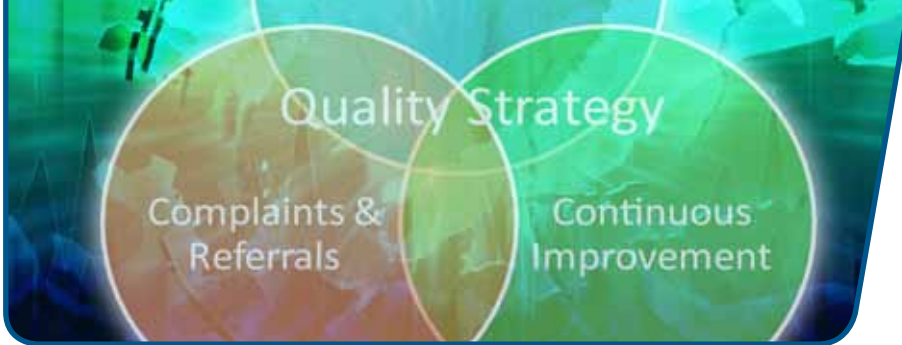 Quality Strategy
Complaints &
Referrals
Continuous
Improvement